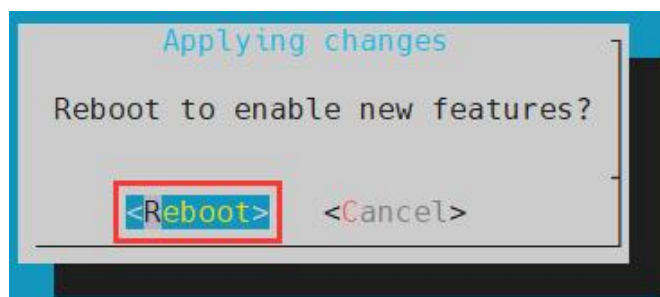 Applying changes
Reboot to enable new features?
<Reboot> <Cancel>